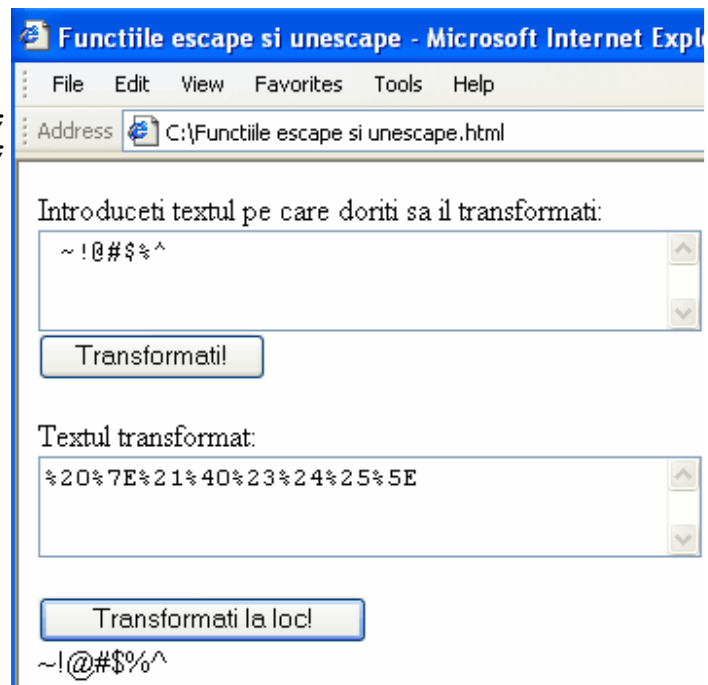 Functiile escape si unescape - Microsoft Internet Expl
File Edit View Favorites Tools Help
Address C:\Functiile escape si unescape.html
Introduceti textul pe care doriti sa il transformati:
~!@#$%^
Transformati!
Textul transformat:
%20%7E%21%40%23%24%25%5E
Transformati la loc!
~!@#$%^